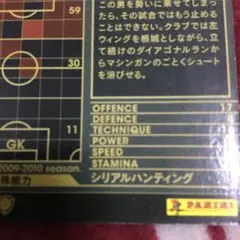 この男を勢いに乗せてしまっ
たら、その試合ではもう止める
ことはできない。クラブでは左
ウィングを根城としながら、立
て続けのダイアゴナルランか
らマシンガンのごとくシュート
を浴びせる。
59
30
11
GK
2009-2010 season.
OFFENCE 17
DEFENCE
TECHNIQUE
POWER
SPEED
STAMINA
シリアルハンティング
PANINI